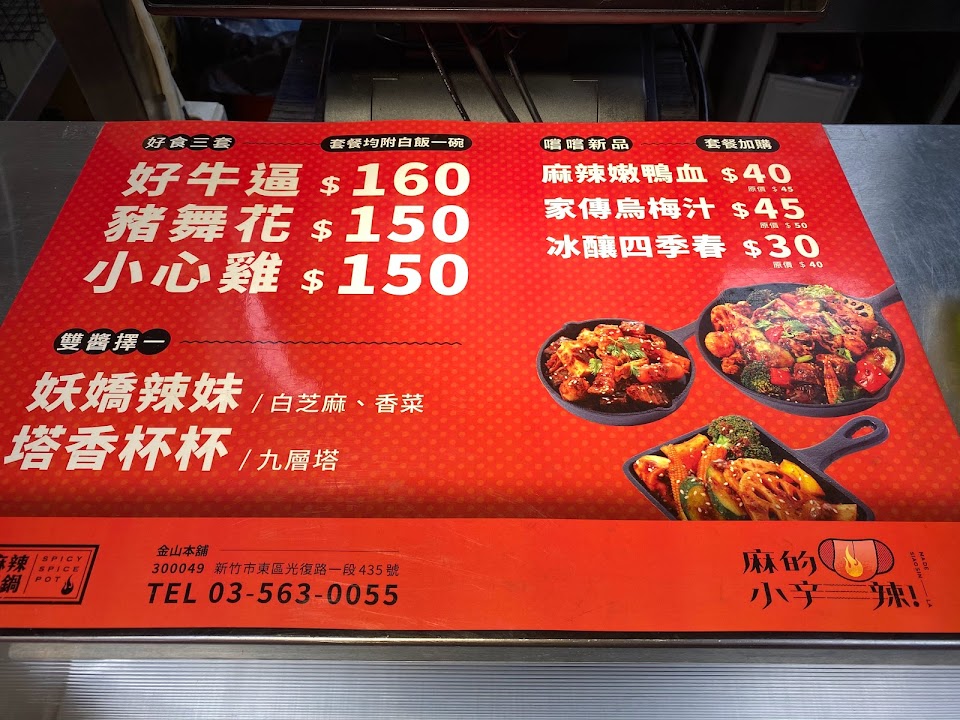 好食三套 套餐均附白飯一碗
好牛逼 $160
豬舞花 $150
小心雞 $150
雙醬擇一
妖嬌辣妹 / 白芝麻、香菜
塔香杯杯 / 九層塔
嚐嚐新品 套餐加購
麻辣嫩鴨血 $40
原價 $45
家傳烏梅汁 $45
原價 $50
冰釀四季春 $30
原價 $40
麻辣
鍋
SPICY
SPICE
POT
金山本舖
300049 新竹市東區光復路一段435號
TEL 03-563-0055
麻的
小辛辣!